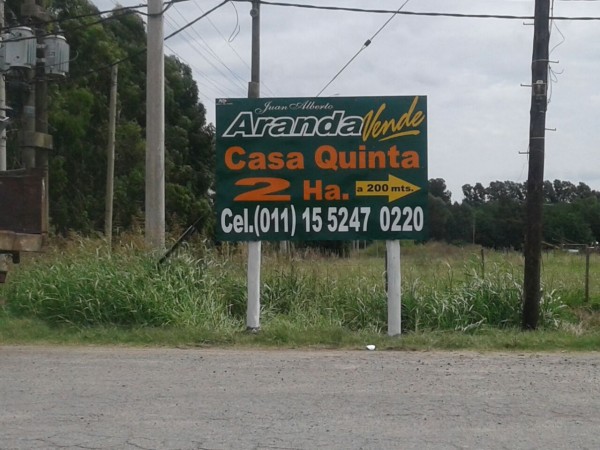 Juan Alberto
Aranda Vende
Casa Quinta
2 Ha. a 200 mts.
Cel.(011) 15 5247 0220